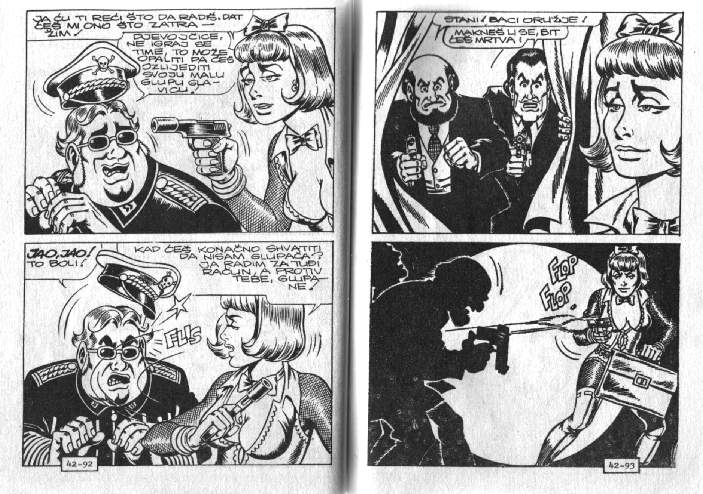 JA ĆU TI REĆI ŠTO DA RADIŠ. DAT
ĆEŠ MI ONO ŠTO ZATRA-
ŽIM!
DJEVOJČICE,
NE IGRAJ SE
TIME, TO MOŽE
OPALITI PA ĆEŠ
OZLIJEDITI
SVOJU MALU
GLUPU GLA-
VICU!
JAO, JAO!
TO BOLI!
KAD ĆEŠ KONAČNO SHVATITI
DA NISAM GLUPAČA?
JA RADIM ZA TUĐI
RAČUN, A PROTIV
TEBE, GLUPA-
NE!
42-92
STANI! BACI ORUŽJE!
MAKNEŠ LI SE, BIT
ĆEŠ MRTVA!
FLOP
FLOP
42-93